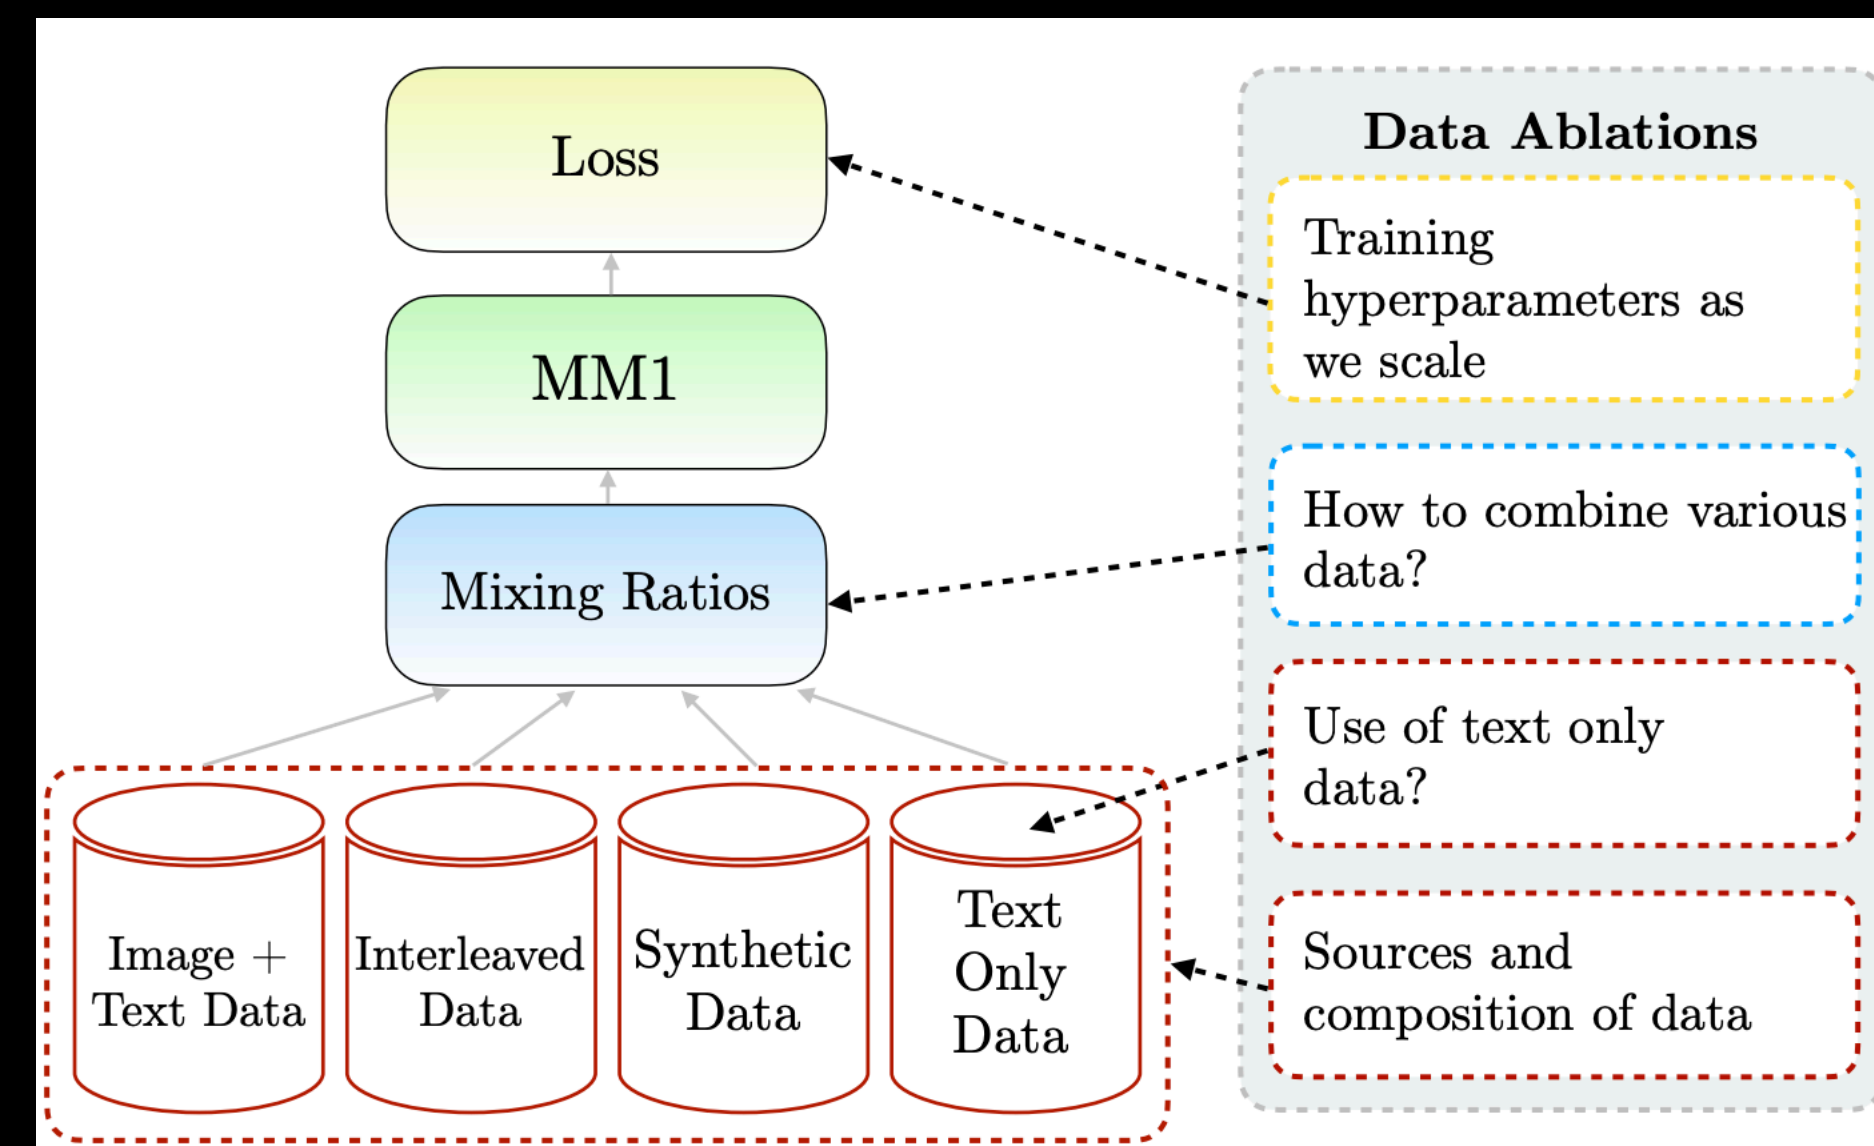 Loss
MM1
Mixing Ratios
Image +
Text Data
Interleaved
Data
Synthetic
Data
Text
Only
Data
Data Ablations
Training
hyperparameters as
we scale
How to combine various
data?
Use of text only
data?
Sources and
composition of data